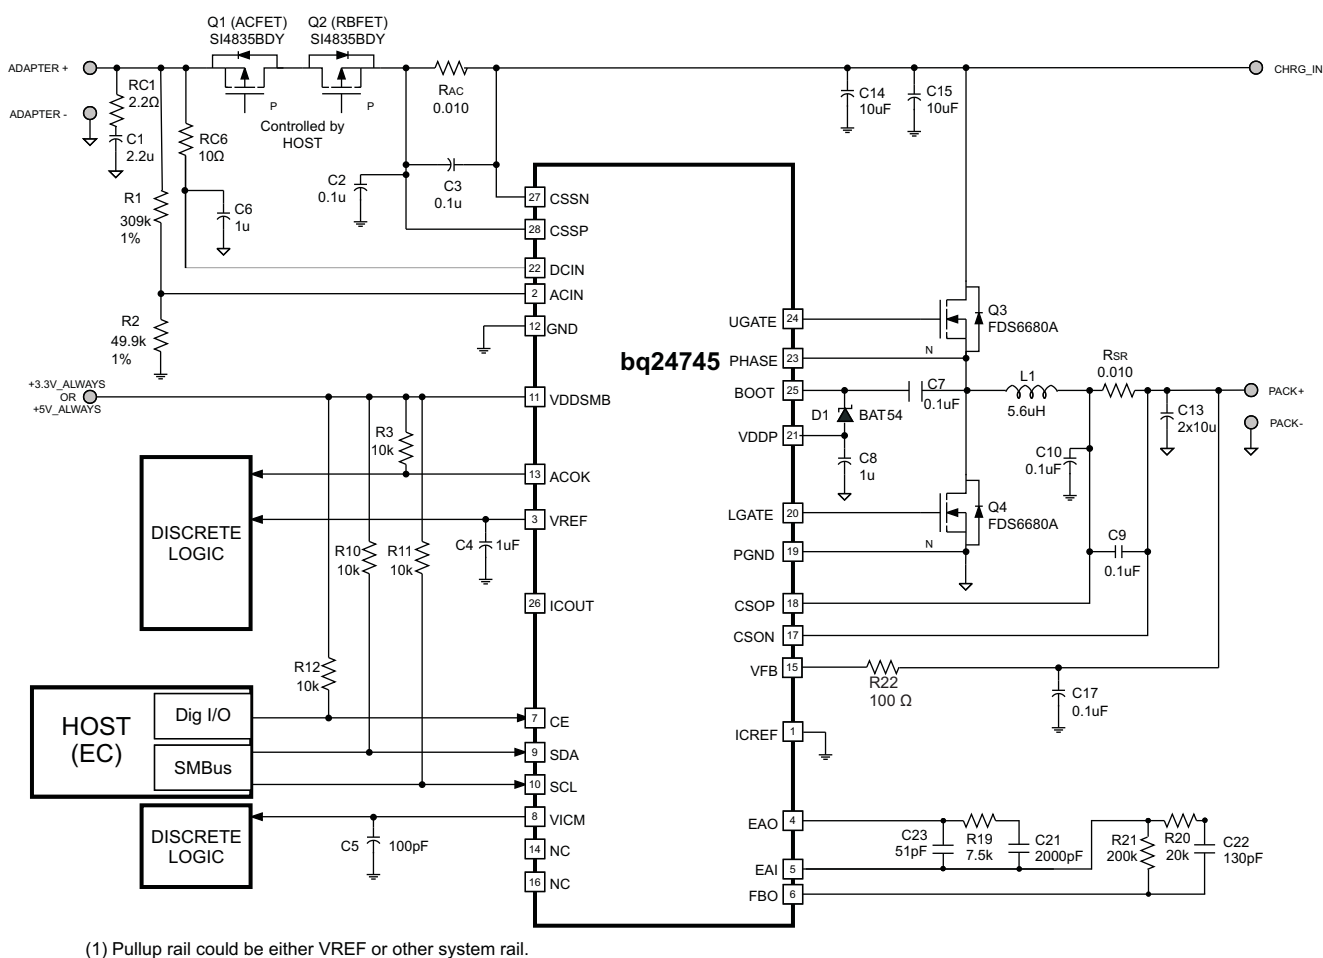 Q1 (ACFET)
SI4835BDY
Q2 (RBFET)
SI4835BDY
ADAPTER +
P
P
Controlled by
HOST
RAC
0.010
CHRG_IN
RC1
2.2Ω
ADAPTER -
C1
2.2u
RC6
10Ω
C14
10uF
C15
10uF
C2
0.1u
C3
0.1u
R1
309k
1%
C6
1u
27 CSSN
28 CSSP
22 DCIN
2 ACIN
12 GND
R2
49.9k
1%
bq24745
UGATE 24
Q3
FDS6680A
N
PHASE 23
BOOT 25
C7
0.1uF
L1
5.6uH
RSR
0.010
PACK+
PACK-
D1
BAT54
VDDP 21
C8
1u
C13
2x10u
C10
0.1uF
+3.3V_ALWAYS
OR
+5V_ALWAYS
11 VDDSMB
R3
10k
13 ACOK
3 VREF
DISCRETE
LOGIC
C4
1uF
R10
10k
R11
10k
26 ICOUT
LGATE 20
Q4
FDS6680A
N
PGND 19
C9
0.1uF
CSOP 18
CSON 17
VFB 15
R22
100 Ω
C17
0.1uF
R12
10k
HOST
(EC)
Dig I/O
SMBus
7 CE
9 SDA
10 SCL
8 VICM
14 NC
16 NC
ICREF 1
DISCRETE
LOGIC
C5
100pF
EAO 4
EAI 5
FBO 6
C23
51pF
R19
7.5k
C21
2000pF
R21
200k
R20
20k
C22
130pF
(1) Pullup rail could be either VREF or other system rail.